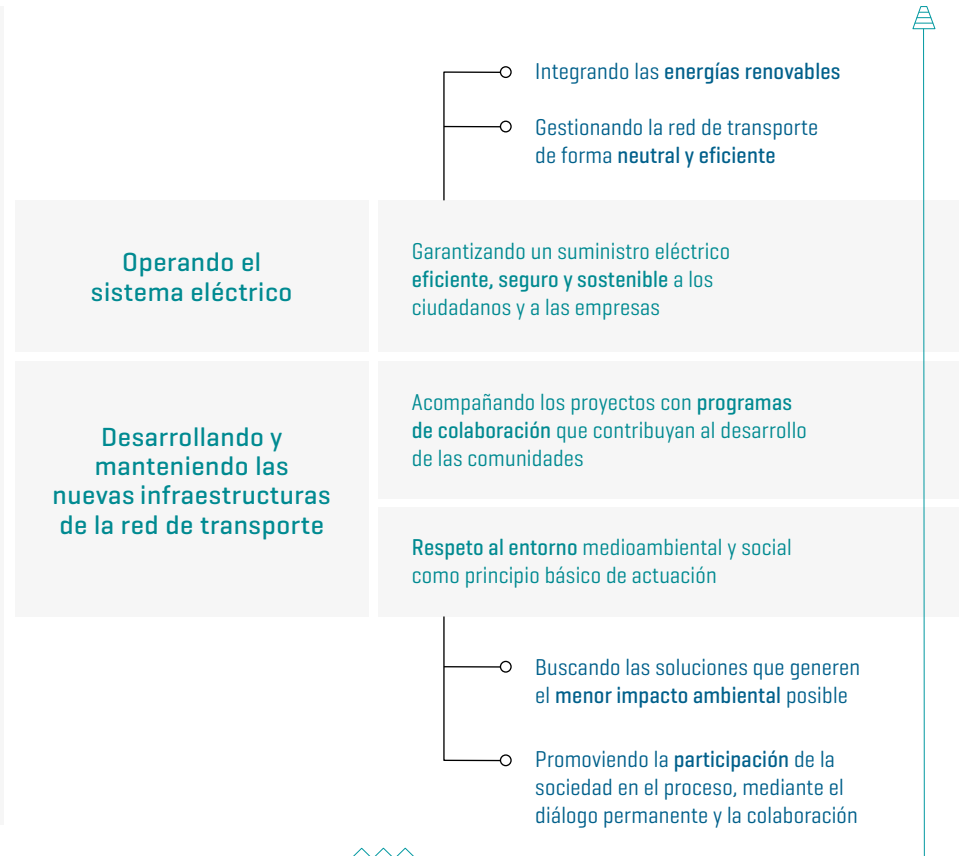 Integrando las energías renovables
Gestionando la red de transporte
de forma neutral y eficiente
Operando el
sistema eléctrico
Garantizando un suministro eléctrico
eficiente, seguro y sostenible a los
ciudadanos y a las empresas
Desarrollando y
manteniendo las
nuevas infraestructuras
de la red de transporte
Acompañando los proyectos con programas
de colaboración que contribuyan al desarrollo
de las comunidades
Respeto al entorno medioambiental y social
como principio básico de actuación
Buscando las soluciones que generen
el menor impacto ambiental posible
Promoviendo la participación de la
sociedad en el proceso, mediante el
diálogo permanente y la colaboración